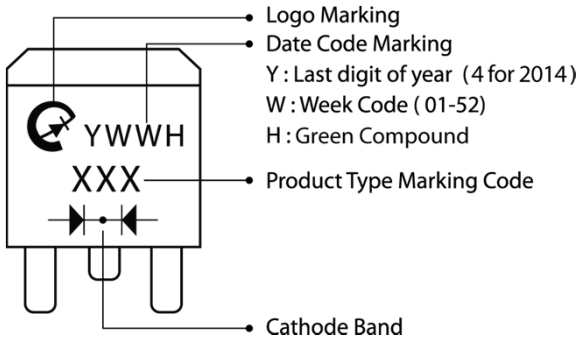 Logo Marking
Date Code Marking
Y : Last digit of year ( 4 for 2014 )
W : Week Code ( 01-52)
H : Green Compound
YWWH
XXX
Product Type Marking Code
Cathode Band